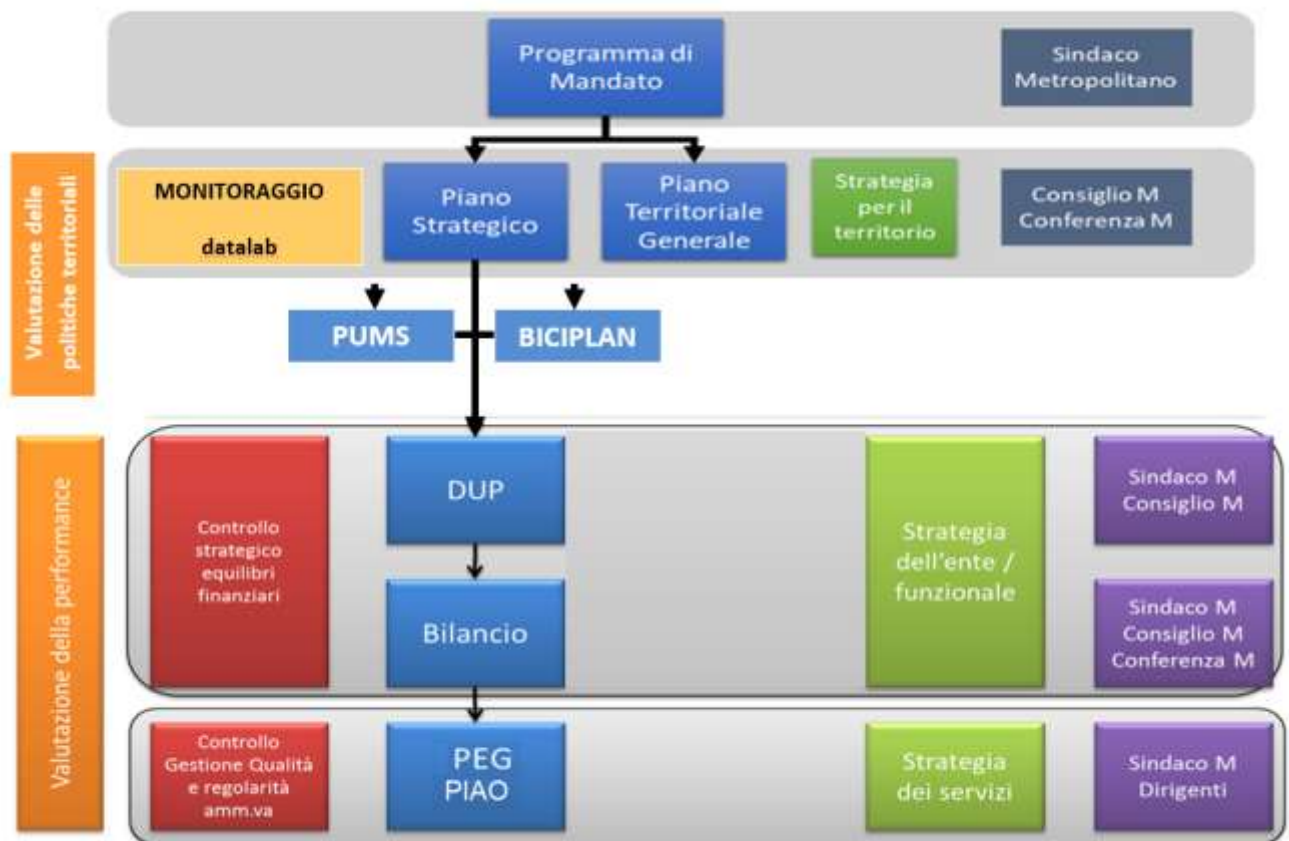 Programma di
Mandato
Sindaco
Metropolitano
Valutazione delle
politiche territoriali
MONITORAGGIO
datalab
Piano
Strategico
Piano
Territoriale
Generale
Strategia
per il
territorio
Consiglio M
Conferenza M
PUMS
BICIPLAN
Valutazione della performance
Controllo
strategico
equilibri
finanziari
DUP
Bilancio
Strategia
dell'ente /
funzionale
Sindaco M
Consiglio M
Sindaco M
Consiglio M
Conferenza M
Controllo
Gestione Qualità
e regolarità
amm.va
PEG
PIAO
Strategia
dei servizi
Sindaco M
Dirigenti